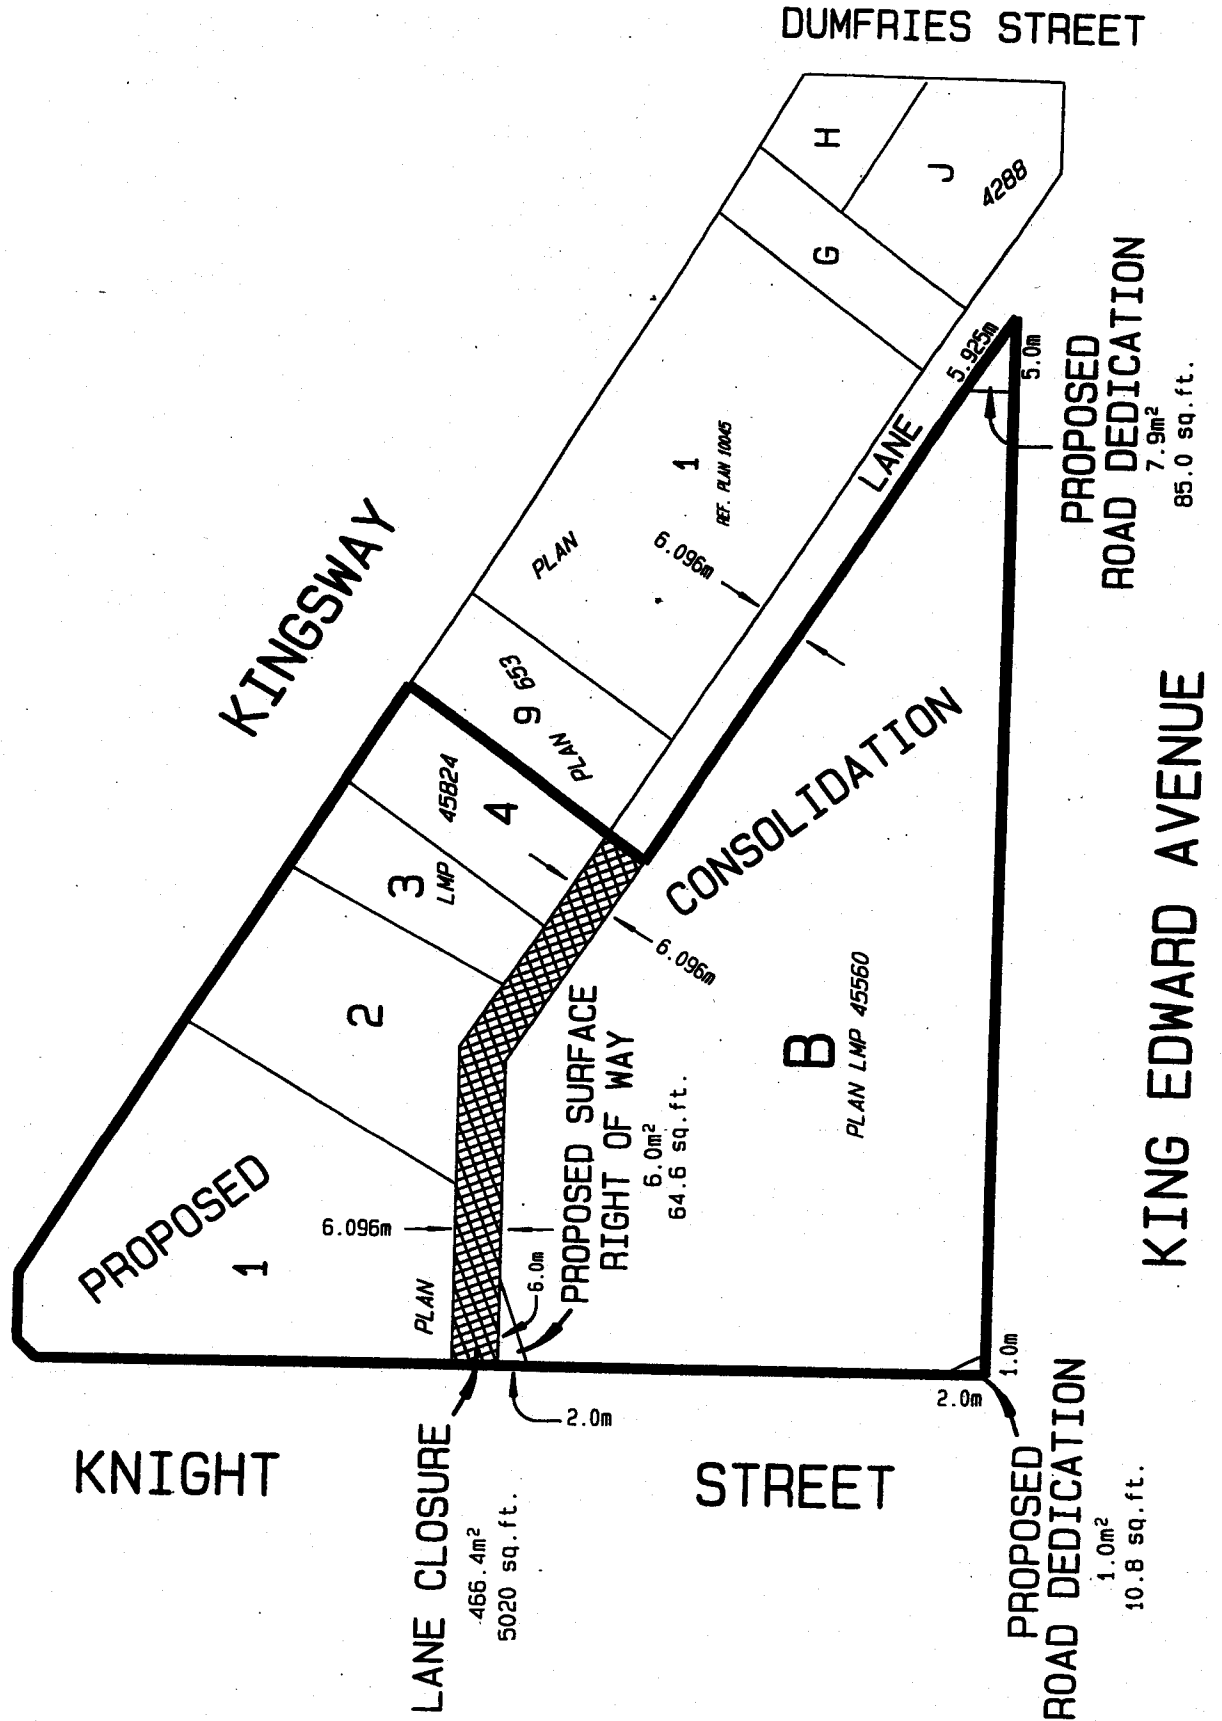 DUMFRIES STREET
H
J
4288
G
1
REF. PLAN 10045
PLAN
LANE
5.925m
5.0m
PROPOSED
ROAD DEDICATION
7.9m²
85.0 sq.ft.
KINGSWAY
6.096m
9
653
PLAN
45824
4
3
LMP
2
PROPOSED
1
PLAN
CONSOLIDATION
6.096m
B
PLAN LMP 45560
PROPOSED SURFACE
RIGHT OF WAY
6.0m²
64.6 sq.ft.
6.096m
6.0m
2.0m
KING EDWARD AVENUE
KNIGHT
STREET
LANE CLOSURE
466.4m²
5020 sq.ft.
2.0m
1.0m
PROPOSED
ROAD DEDICATION
1.0m²
10.8 sq.ft.